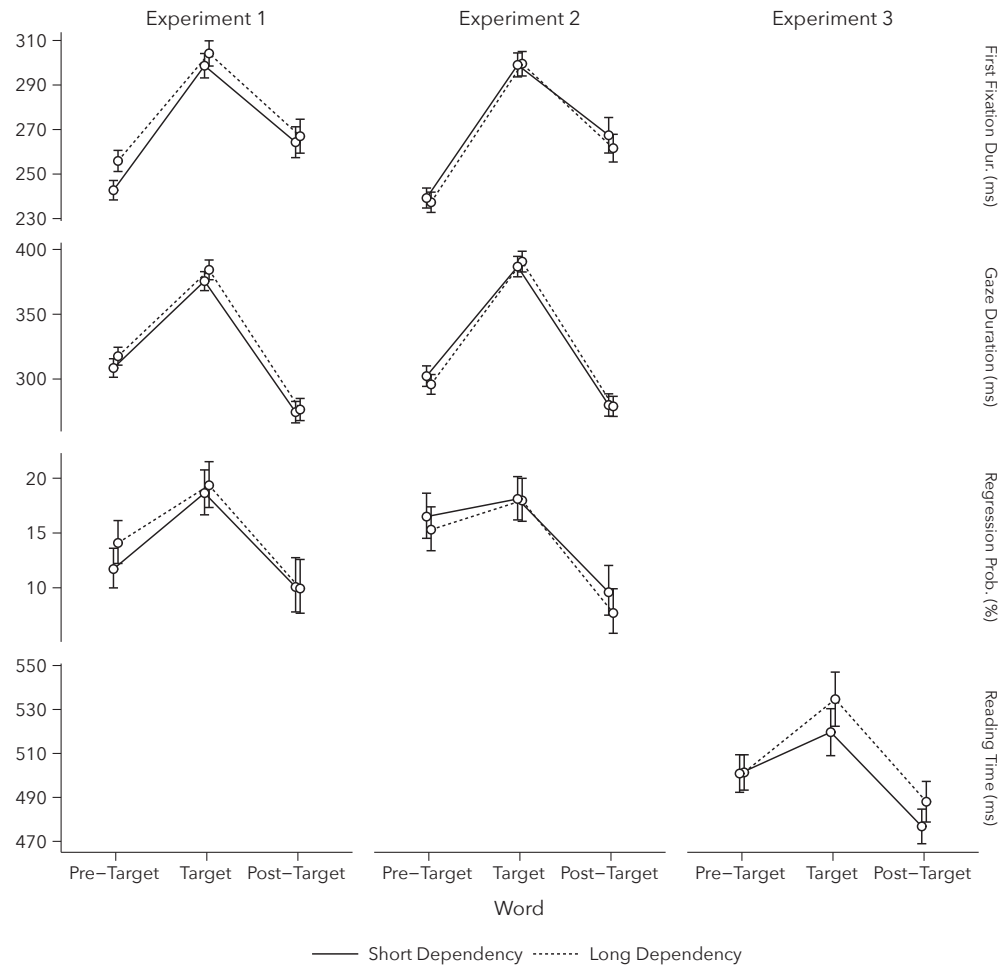 Experiment 1
Experiment 2
Experiment 3
310
290
270
250
230
First Fixation Dur. (ms)
400
350
300
Gaze Duration (ms)
20
15
10
Regression Prob. (%)
550
530
510
490
470
Reading Time (ms)
Pre−Target Target Post−Target
Pre−Target Target Post−Target
Pre−Target Target Post−Target
Word
Short Dependency
Long Dependency